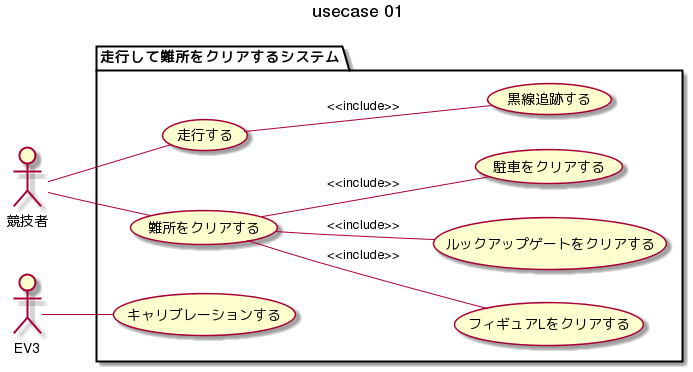 usecase 01
走行して難所をクリアするシステム
黒線追跡する
<<include>>
走行する
駐車をクリアする
<<include>>
競技者
難所をクリアする
<<include>>
ルックアップゲートをクリアする
<<include>>
キャリブレーションする
フィギュアLをクリアする
EV3